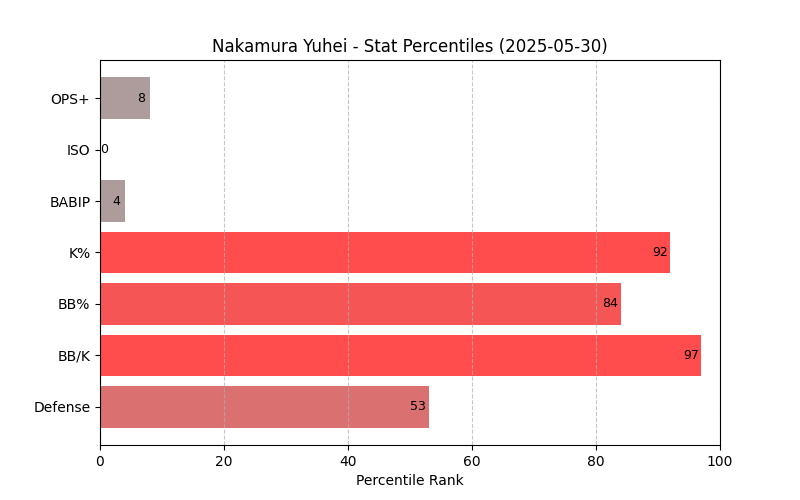 Nakamura Yuhei - Stat Percentiles (2025-05-30)
OPS+ 8
ISO 0
BABIP 4
K% 92
BB% 84
BB/K 97
Defense 53
0 20 40 60 80 100
Percentile Rank